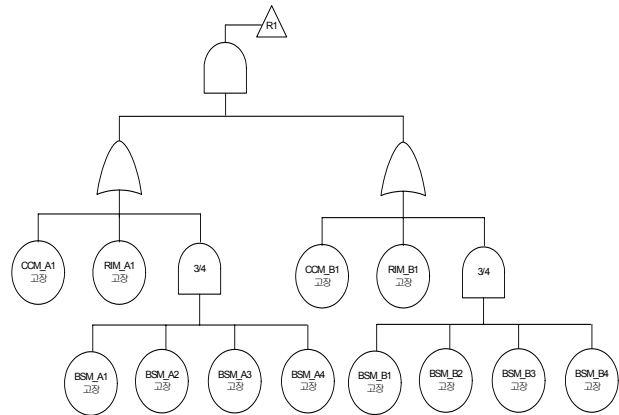 R1
CCM_A1
고장
RIM_A1
고장
3/4
CCM_B1
고장
RIM_B1
고장
3/4
BSM_A1
고장
BSM_A2
고장
BSM_A3
고장
BSM_A4
고장
BSM_B1
고장
BSM_B2
고장
BSM_B3
고장
BSM_B4
고장